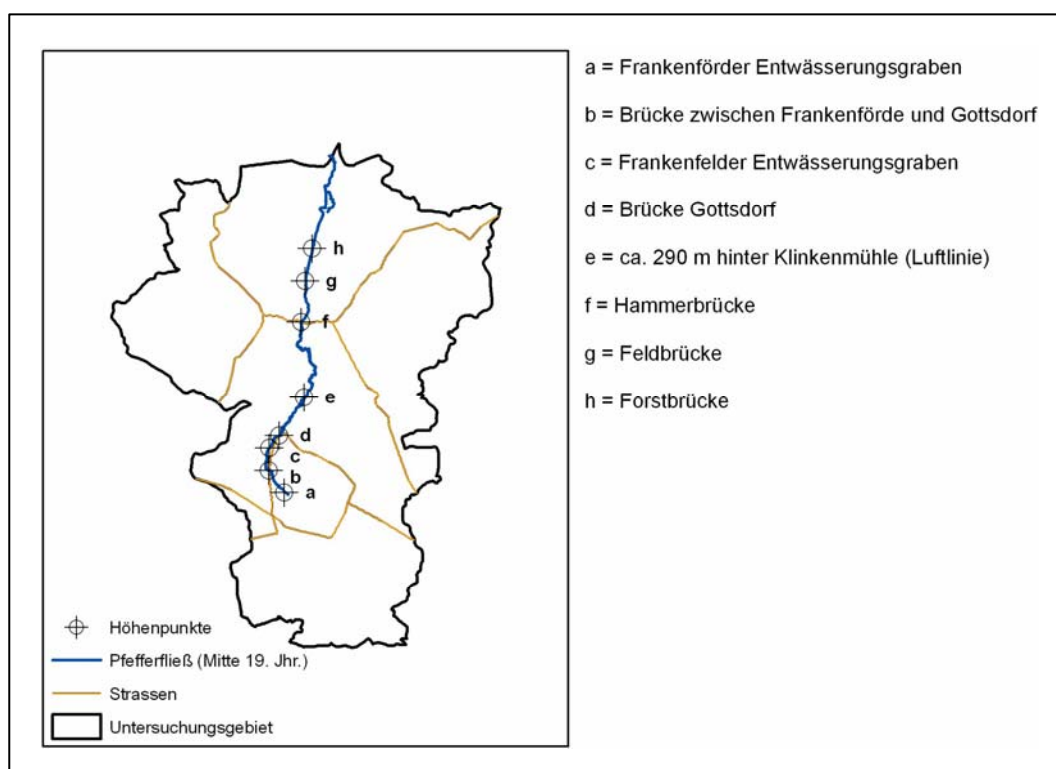 a = Frankenförder Entwässerungsgraben
b = Brücke zwischen Frankenförde und Gottsdorf
c = Frankenfelder Entwässerungsgraben
d = Brücke Gottsdorf
e = ca. 290 m hinter Klinkenmühle (Luftlinie)
f = Hammerbrücke
g = Feldbrücke
h = Forstbrücke
h
g
f
e
d
c
b
a
Höhenpunkte
Pfefferfließ (Mitte 19. Jhr.)
Strassen
Untersuchungsgebiet